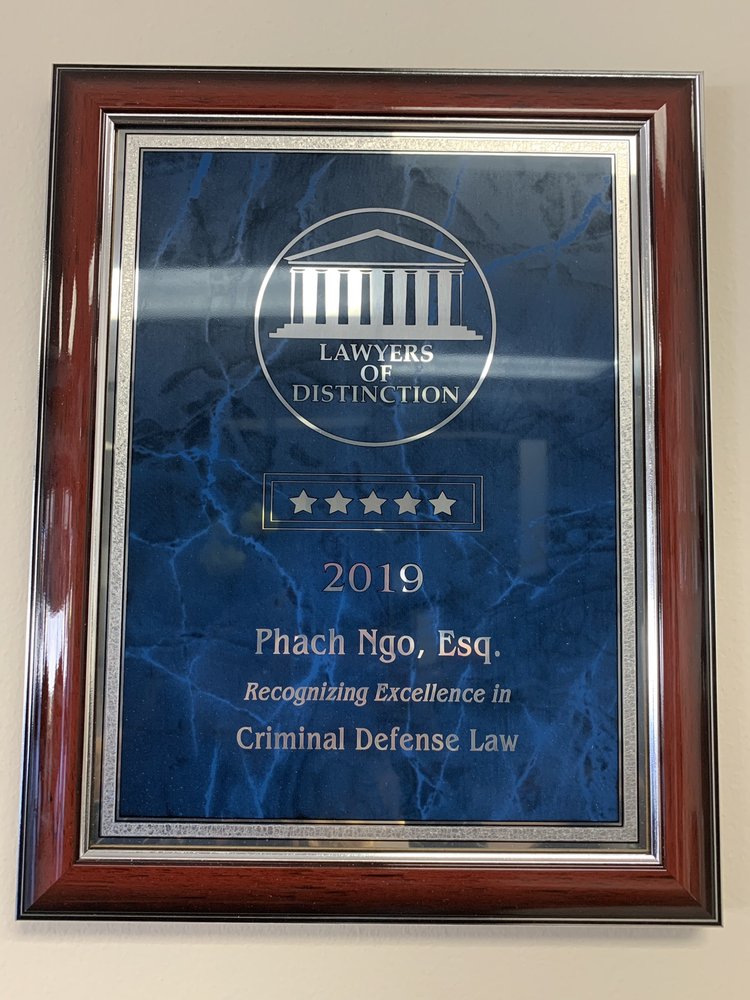 LAWYERS
OF
DISTINCTION
2019
Phach Ngo, Esq.
Recognizing Excellence in
Criminal Defense Law